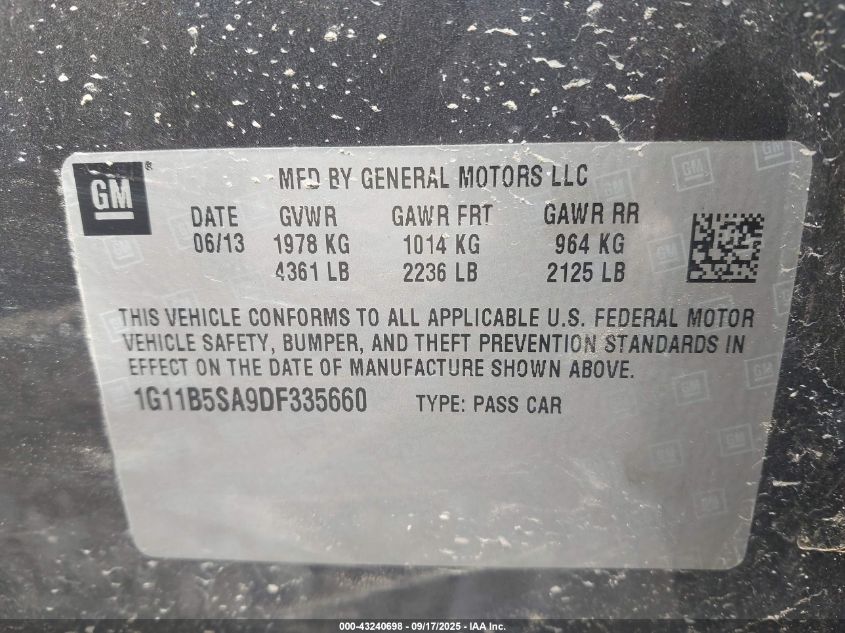 GM ®
MFD BY GENERAL MOTORS LLC
DATE GVWR GAWR FRT GAWR RR
06/13 1978 KG 1014 KG 964 KG
4361 LB 2236 LB 2125 LB
THIS VEHICLE CONFORMS TO ALL APPLICABLE U.S. FEDERAL MOTOR
VEHICLE SAFETY, BUMPER, AND THEFT PREVENTION STANDARDS IN
EFFECT ON THE DATE OF MANUFACTURE SHOWN ABOVE.
1G11B5SA9DF335660 TYPE: PASS CAR
000-43240698 - 09/17/2025 - IAA Inc.